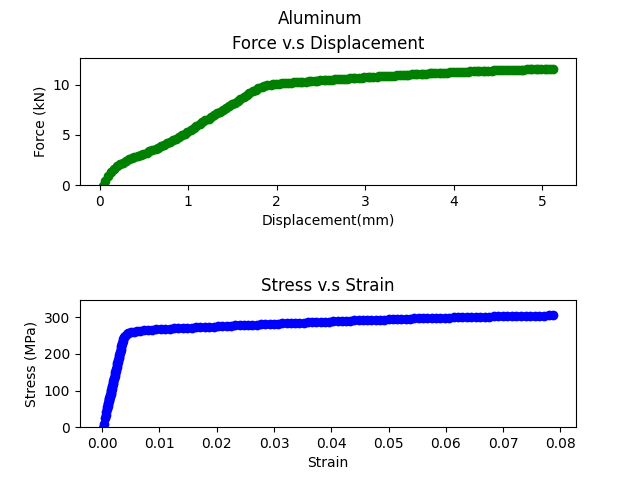 Aluminum
Force v.s Displacement
Force (kN)
10
5
0
0 1 2 3 4 5
Displacement(mm)
Stress v.s Strain
Stress (MPa)
300
200
100
0
0.00 0.01 0.02 0.03 0.04 0.05 0.06 0.07 0.08
Strain